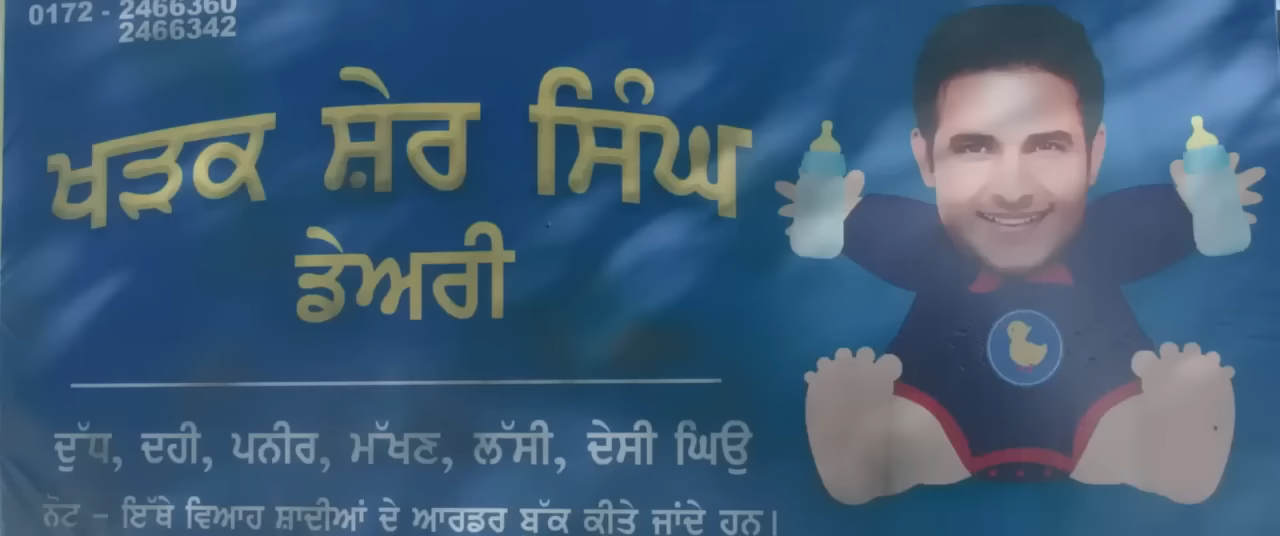 0172 - 2466360
2466342
ਖੜਕ ਸ਼ੇਰ ਸਿੰਘ
ਡੇਅਰੀ
ਦੁੱਧ, ਦਹੀ, ਪਨੀਰ, ਮੱਖਣ, ਲੱਸੀ, ਦੇਸੀ ਘਿਉ
ਨੋਟ - ਇੱਥੇ ਵਿਆਹ ਸ਼ਾਦੀਆਂ ਦੇ ਆਰਡਰ ਬੱਕ ਕੀਤੇ ਜਾਂਦੇ ਹਨ।